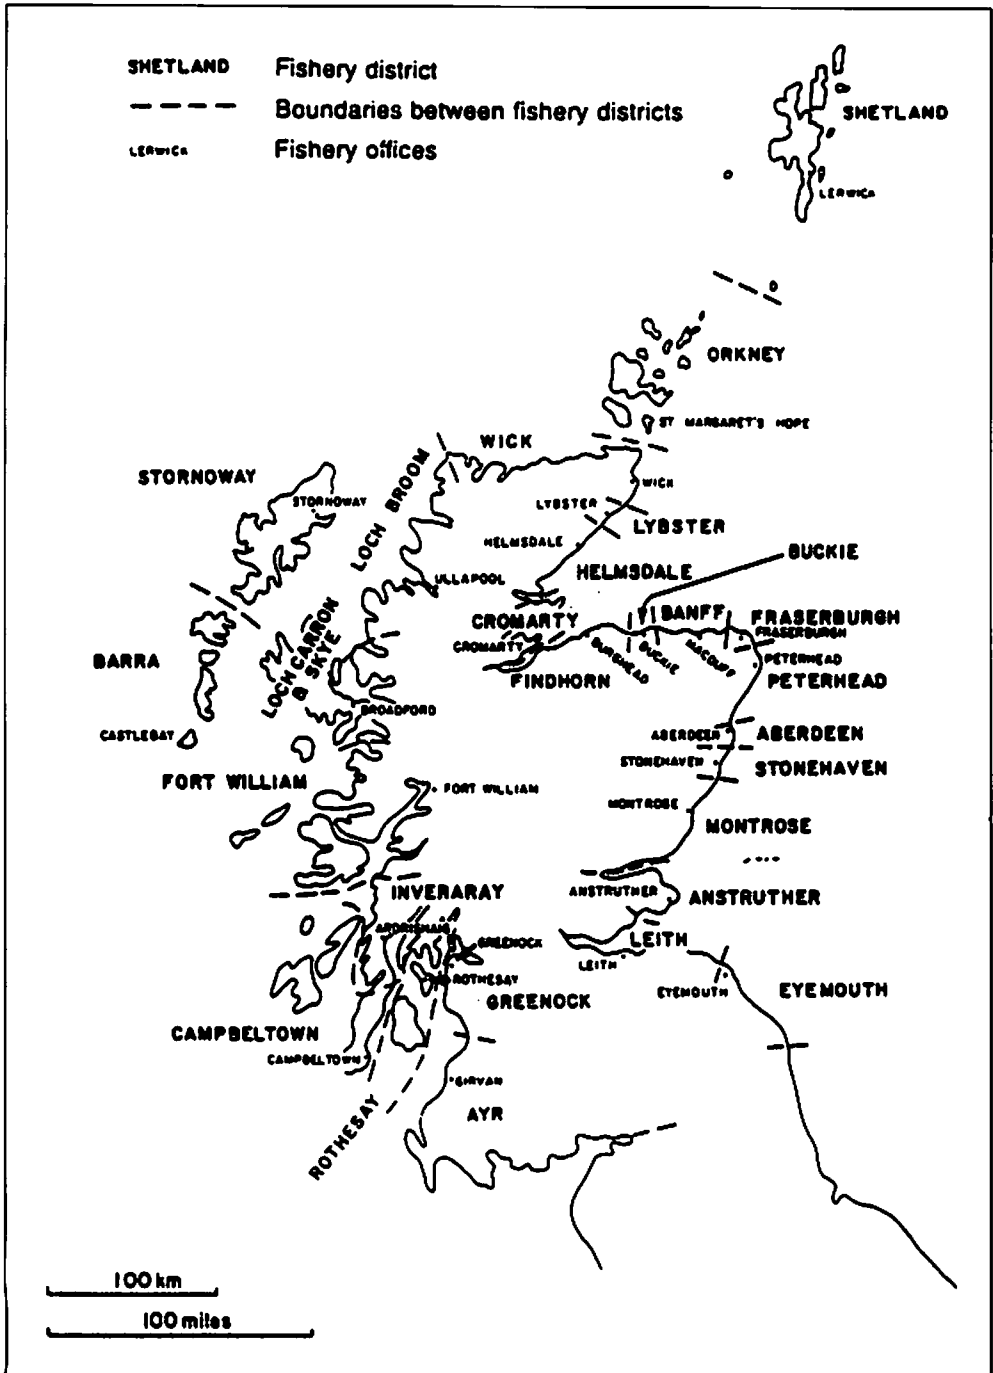 SHETLAND Fishery district
Boundaries between fishery districts
LERWICK Fishery offices
SHETLAND
LERWICK
ORKNEY
ST MARGARET'S HOPE
WICK
STORNOWAY
STORNOWAY
LOCH BROOM
WICK
LYBSTER
LYBSTER
HELMSDALE
BUCKIE
HELMSDALE
ULLAPOOL
CROMARTY
BANFF
FRASERBURGH
FRASERBURGH
CROMARTY
BURGHEAD
BUCKIE
MACDUFF
PETERHEAD
LOCH CARRON
& SKYE
BARRA
FINDHORN
PETERHEAD
BROADFORD
CASTLEBAY
ABERDEEN
ABERDEEN
STONEHAVEN
STONEHAVEN
FORT WILLIAM
FORT WILLIAM
MONTROSE
MONTROSE
INVERARAY
ANSTRUTHER
ANSTRUTHER
ARDRISHAIG
GREENOCK
LEITH
LEITH
ROTHESAY
EYEMOUTH
EYEMOUTH
GREENOCK
CAMPBELTOWN
CAMPBELTOWN
GIRVAN
AYR
ROTHESAY
100 km
100 miles